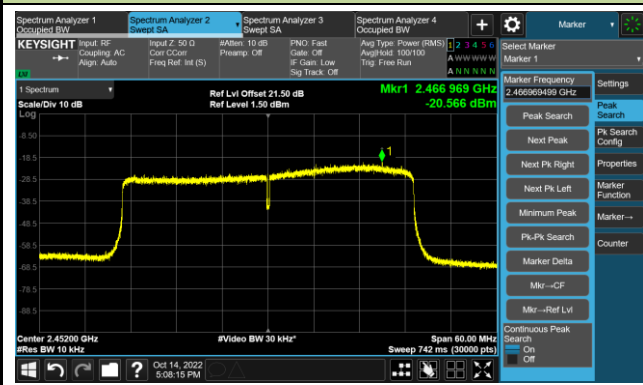 Spectrum Analyzer 1
Occupied BW
Spectrum Analyzer 2
Swept SA
Spectrum Analyzer 3
Swept SA
Spectrum Analyzer 4
Occupied BW
Marker
KEYSIGHT
Input: RF
Coupling: AC
Align: Auto
Input Z: 50 Ω
Corr CCorr
Freq Ref: Int (S)
#Atten: 10 dB
Preamp: Off
PNO: Fast
Gate: Off
IF Gain: Low
Sig Track: Off
Avg Type: Power (RMS)
Avg|Hold: 100/100
Trig: Free Run
1 2 3 4 5 6
A W W W W W
A N N N N N
LXI
Select Marker
Marker 1
1 Spectrum
Scale/Div 10 dB
Log
Ref Lvl Offset 21.50 dB
Ref Level 1.50 dBm
Mkr1 2.466 969 GHz
-20.566 dBm
-8.50
-18.5
-28.5
-38.5
-48.5
-58.5
-68.5
-78.5
-88.5
1
Center 2.45200 GHz
#Res BW 10 kHz
#Video BW 30 kHz*
Span 60.00 MHz
Sweep 742 ms (30000 pts)
Marker Frequency
2.466969499 GHz
Peak Search
Next Peak
Next Pk Right
Next Pk Left
Minimum Peak
Pk-Pk Search
Marker Delta
Mkr→CF
Mkr→Ref Lvl
Continuous Peak
Search
On
Off
Settings
Peak
Search
Pk Search
Config
Properties
Marker
Function
Marker→
Counter
?
Oct 14, 2022
5:08:15 PM